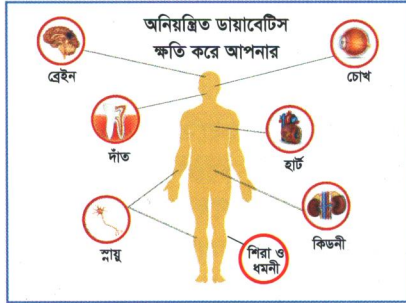 অনিয়ন্ত্রিত ডায়াবেটিস
ক্ষতি করে আপনার
ব্রেইন
চোখ
দাঁত
হার্ট
স্নায়ু
কিডনী
শিরা ও
ধমনী